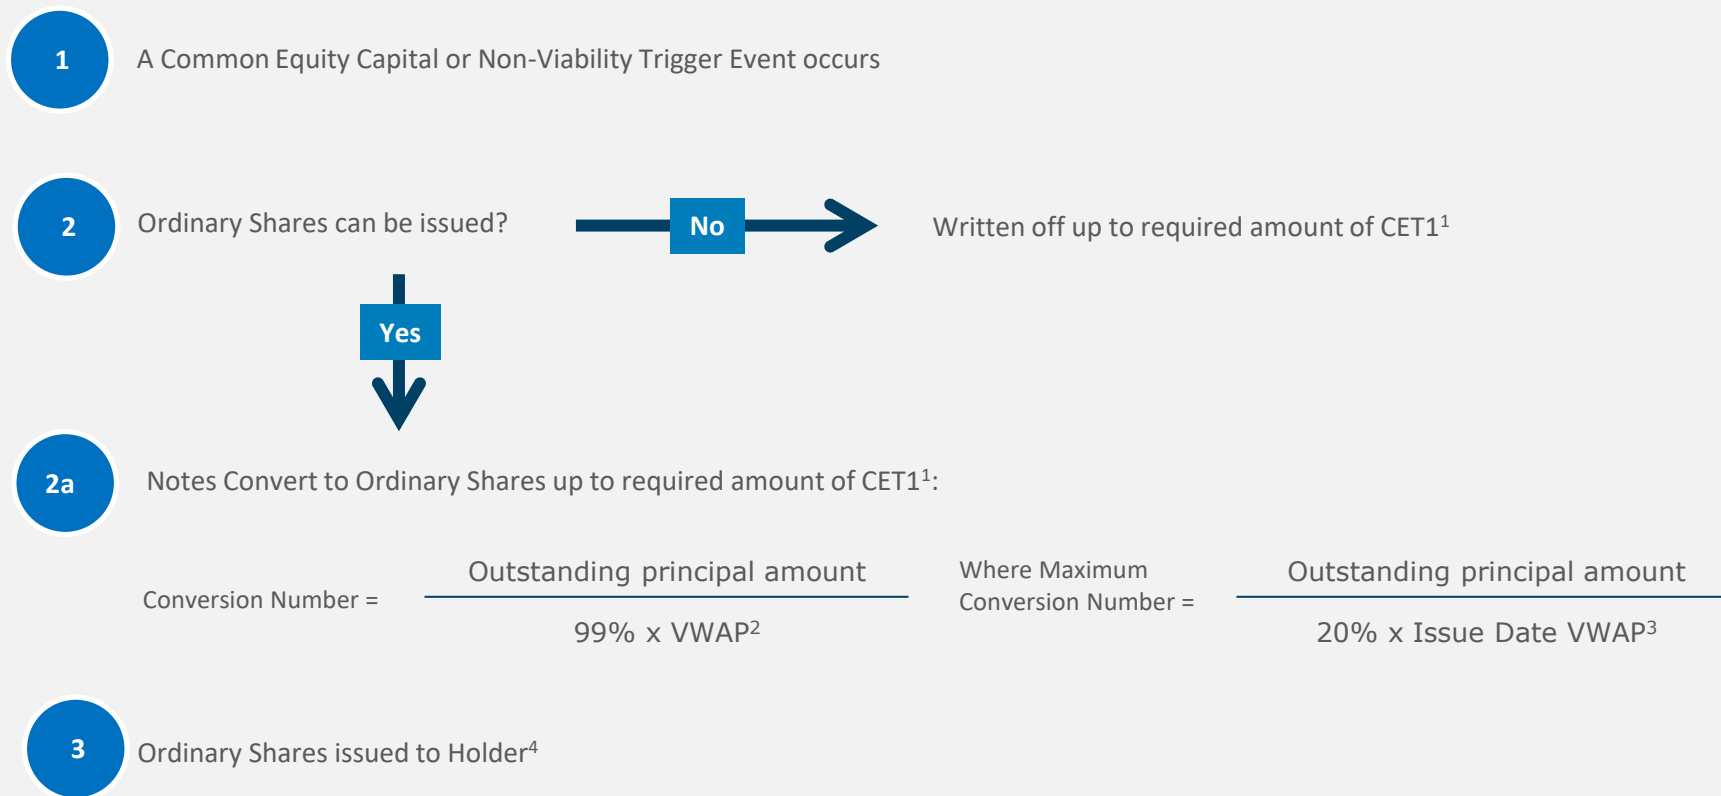 1
A Common Equity Capital or Non-Viability Trigger Event occurs
2
Ordinary Shares can be issued?
No
Written off up to required amount of CET1¹
Yes
2a
Notes Convert to Ordinary Shares up to required amount of CET1¹:
Conversion Number =
Outstanding principal amount
99% x VWAP²
Where Maximum
Conversion Number =
Outstanding principal amount
20% x Issue Date VWAP³
3
Ordinary Shares issued to Holder⁴